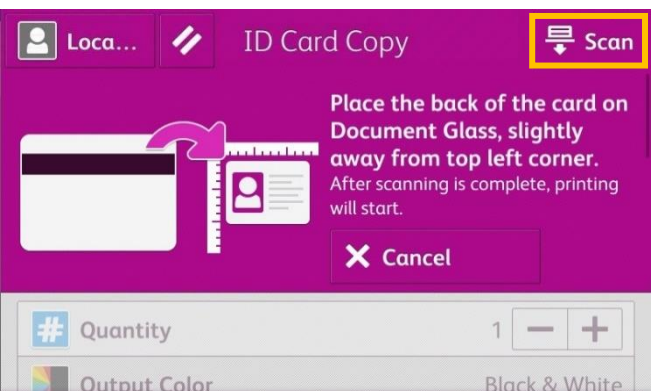 Loca...
ID Card Copy
Scan
Place the back of the card on
Document Glass, slightly
away from top left corner.
After scanning is complete, printing
will start.
Cancel
# Quantity
1
Output Color
Black & White